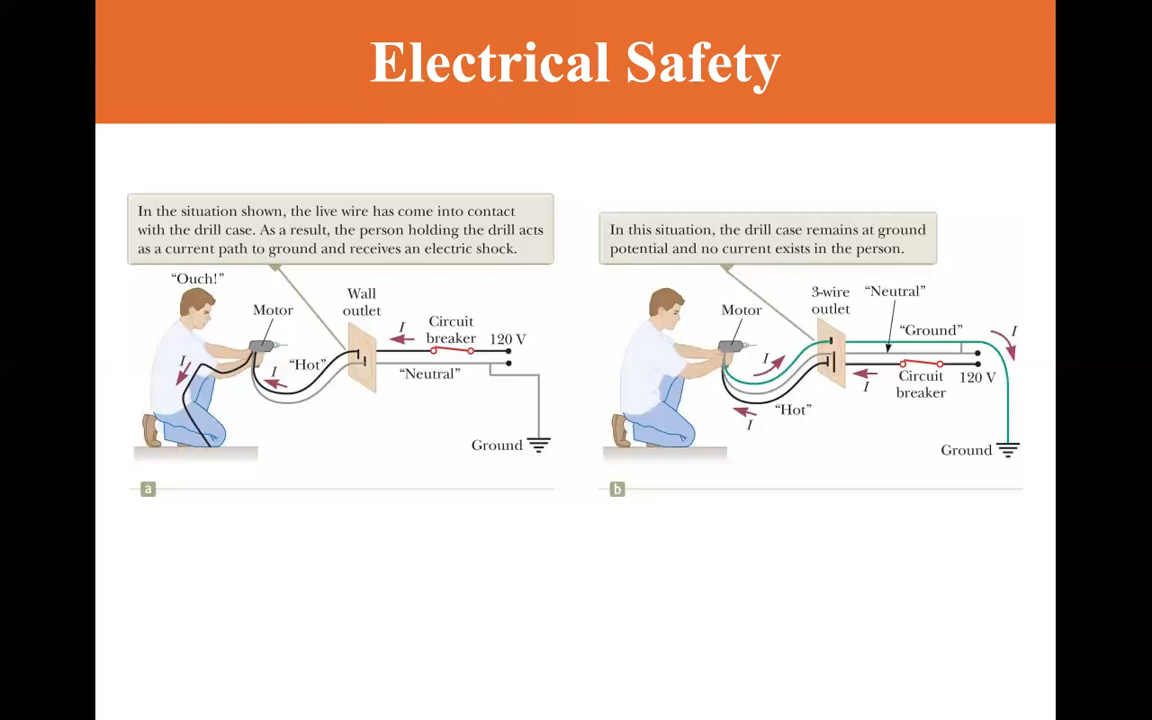 Electrical Safety
In the situation shown, the live wire has come into contact
with the drill case. As a result, the person holding the drill acts
as a current path to ground and receives an electric shock.
“Ouch!”
Motor
Wall
outlet
I
Circuit
breaker
120 V
“Hot”
“Neutral”
I
I
Ground
a
In this situation, the drill case remains at ground
potential and no current exists in the person.
Motor
3-wire
outlet
“Neutral”
“Ground”
I
I
I
Circuit
breaker
120 V
“Hot”
I
Ground
b